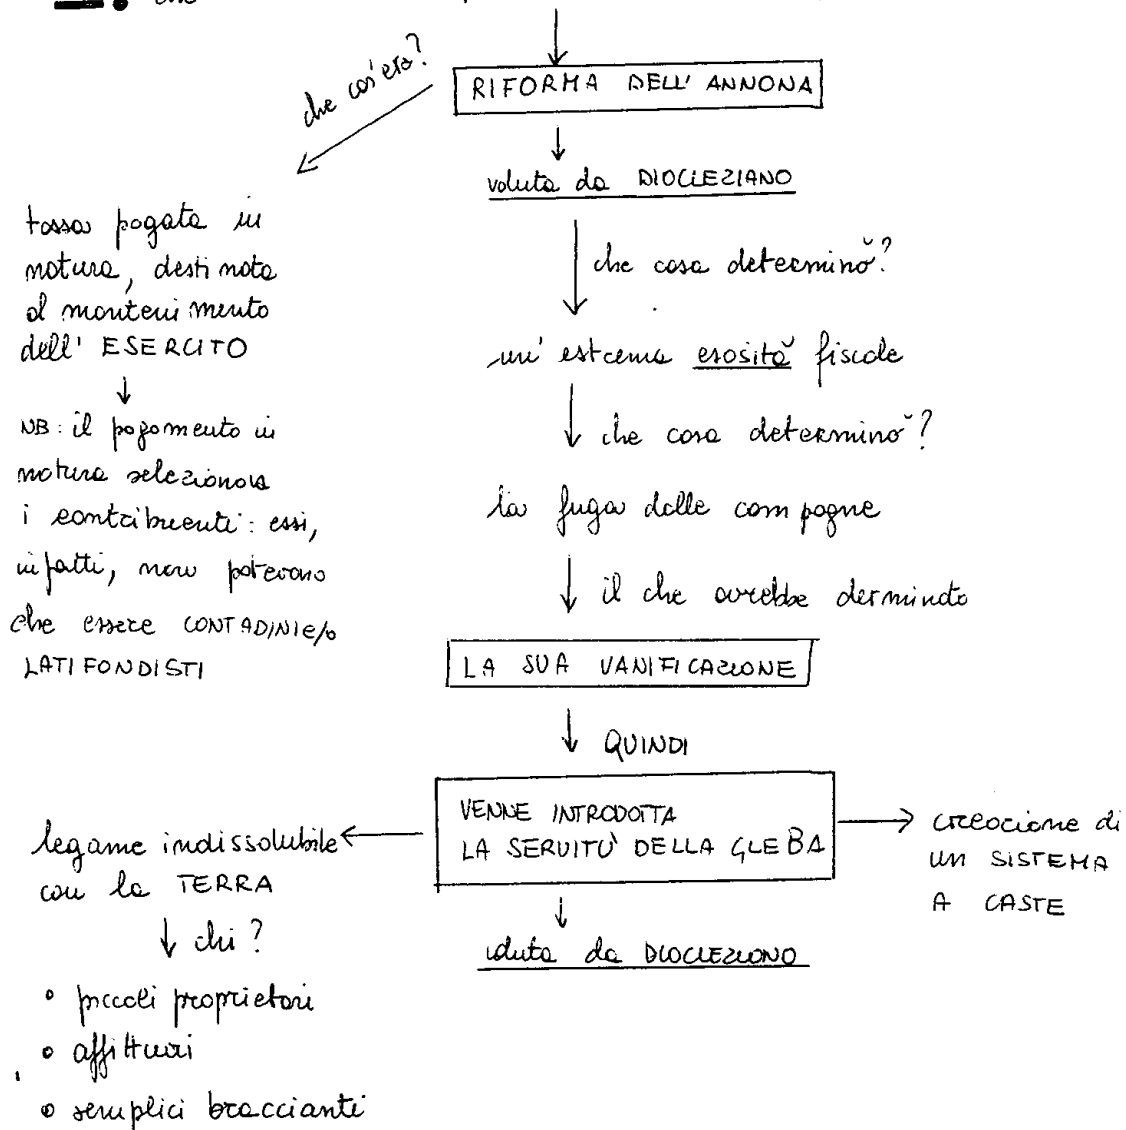 che cos'era?
RIFORMA DELL'ANNONA
voluta da DIOCLEZIANO
tassa pagata in
natura, destinata
al mantenimento
dell' ESERCITO
NB: il pagamento in
natura selezionava
i contribuenti: essi,
infatti, non potevano
che essere CONTADINI e/o
LATIFONDISTI
che cosa determinò?
un' estrema esosità fiscale
che cosa determinò?
la fuga dalle campagne
il che avrebbe derminato
LA SUA VANIFICAZIONE
QUINDI
VENNE INTRODOTTA
LA SERVITÙ DELLA GLEBA
voluta da DIOCLEZIONO
legame indissolubile
con la TERRA
chi?
• piccoli proprietari
• affittuari
• semplici braccianti
creazione di
UN SISTEMA
A CASTE